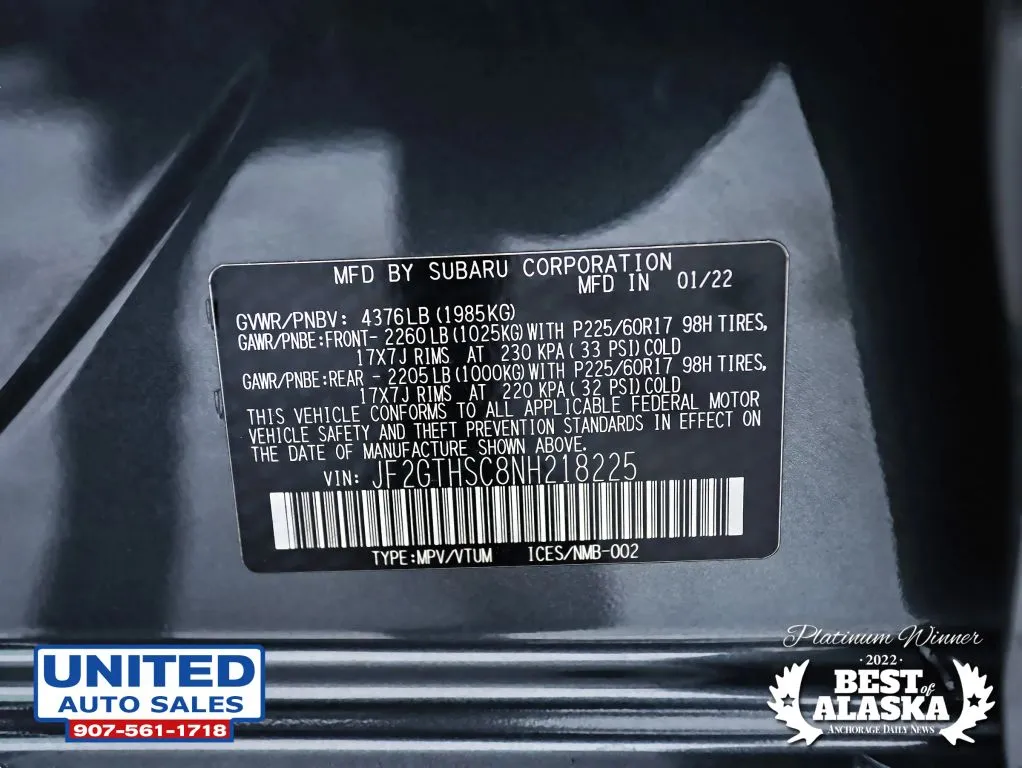 MFD BY SUBARU CORPORATION
MFD IN 01/22
GVWR/PNBV: 4376LB (1985KG)
GAWR/PNBE:FRONT- 2260 LB (1025KG) WITH P225/60R17 98H TIRES,
17X7J RIMS AT 230 KPA ( 33 PSI) COLD
GAWR/PNBE:REAR - 2205 LB (1000KG) WITH P225/60R17 98H TIRES,
17X7J RIMS AT 220 KPA ( 32 PSI) COLD
THIS VEHICLE CONFORMS TO ALL APPLICABLE FEDERAL MOTOR
VEHICLE SAFETY AND THEFT PREVENTION STANDARDS IN EFFECT ON
THE DATE OF MANUFACTURE SHOWN ABOVE.
VIN: JF2GTHSC8NH218225
TYPE:MPV/VTUM ICES/NMB-002
UNITED
AUTO SALES
907-561-1718
Platinum Winner
· 2022 ·
BEST of
ALASKA
ANCHORAGE DAILY NEWS